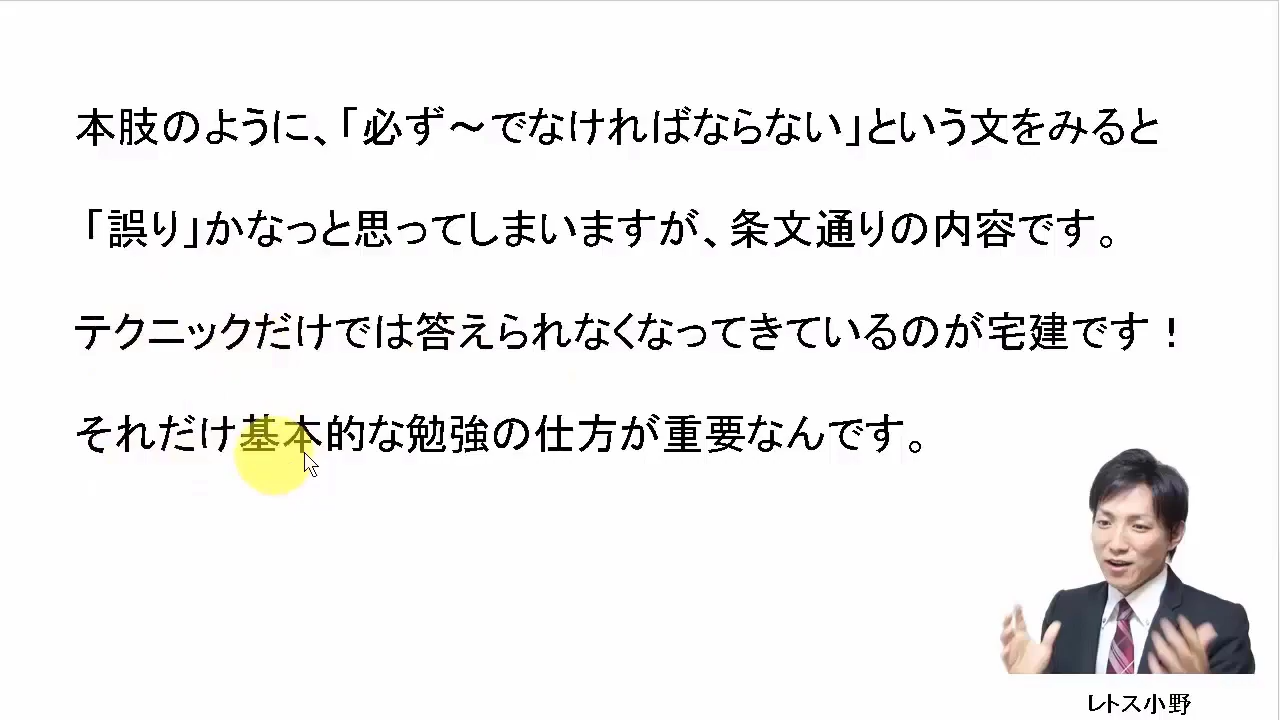 本肢のように、「必ず～でなければならない」という文をみると
「誤り」かなっと思ってしまいますが、条文通りの内容です。
テクニックだけでは答えられなくなってきているのが宅建です！
それだけ基本的な勉強の仕方が重要なんです。
レトス小野